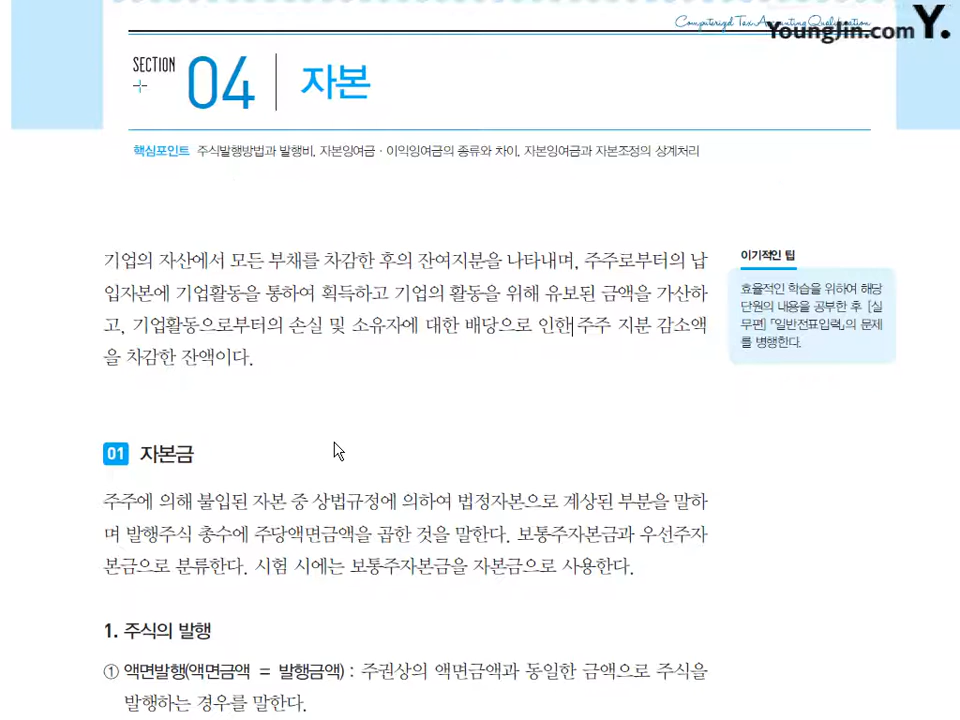 Computerized Tax Accounting Qualification
YoungJin.com Y.
SECTION 04 자본
핵심포인트 주식발행방법과 발행비, 자본잉여금 · 이익잉여금의 종류와 차이, 자본잉여금과 자본조정의 상계처리
기업의 자산에서 모든 부채를 차감한 후의 잔여지분을 나타내며, 주주로부터의 납
입자본에 기업활동을 통하여 획득하고 기업의 활동을 위해 유보된 금액을 가산하
고, 기업활동으로부터의 손실 및 소유자에 대한 배당으로 인한 주주 지분 감소액
을 차감한 잔액이다.
이기적인 팁
효율적인 학습을 위하여 해당
단원의 내용을 공부한 후 [실
무편]「일반전표입력」의 문제
를 병행한다.
01 자본금
주주에 의해 불입된 자본 중 상법규정에 의하여 법정자본으로 계상된 부분을 말하
며 발행주식 총수에 주당액면금액을 곱한 것을 말한다. 보통주자본금과 우선주자
본금으로 분류한다. 시험 시에는 보통주자본금을 자본금으로 사용한다.
1. 주식의 발행
① 액면발행(액면금액 = 발행금액) : 주권상의 액면금액과 동일한 금액으로 주식을
발행하는 경우를 말한다.